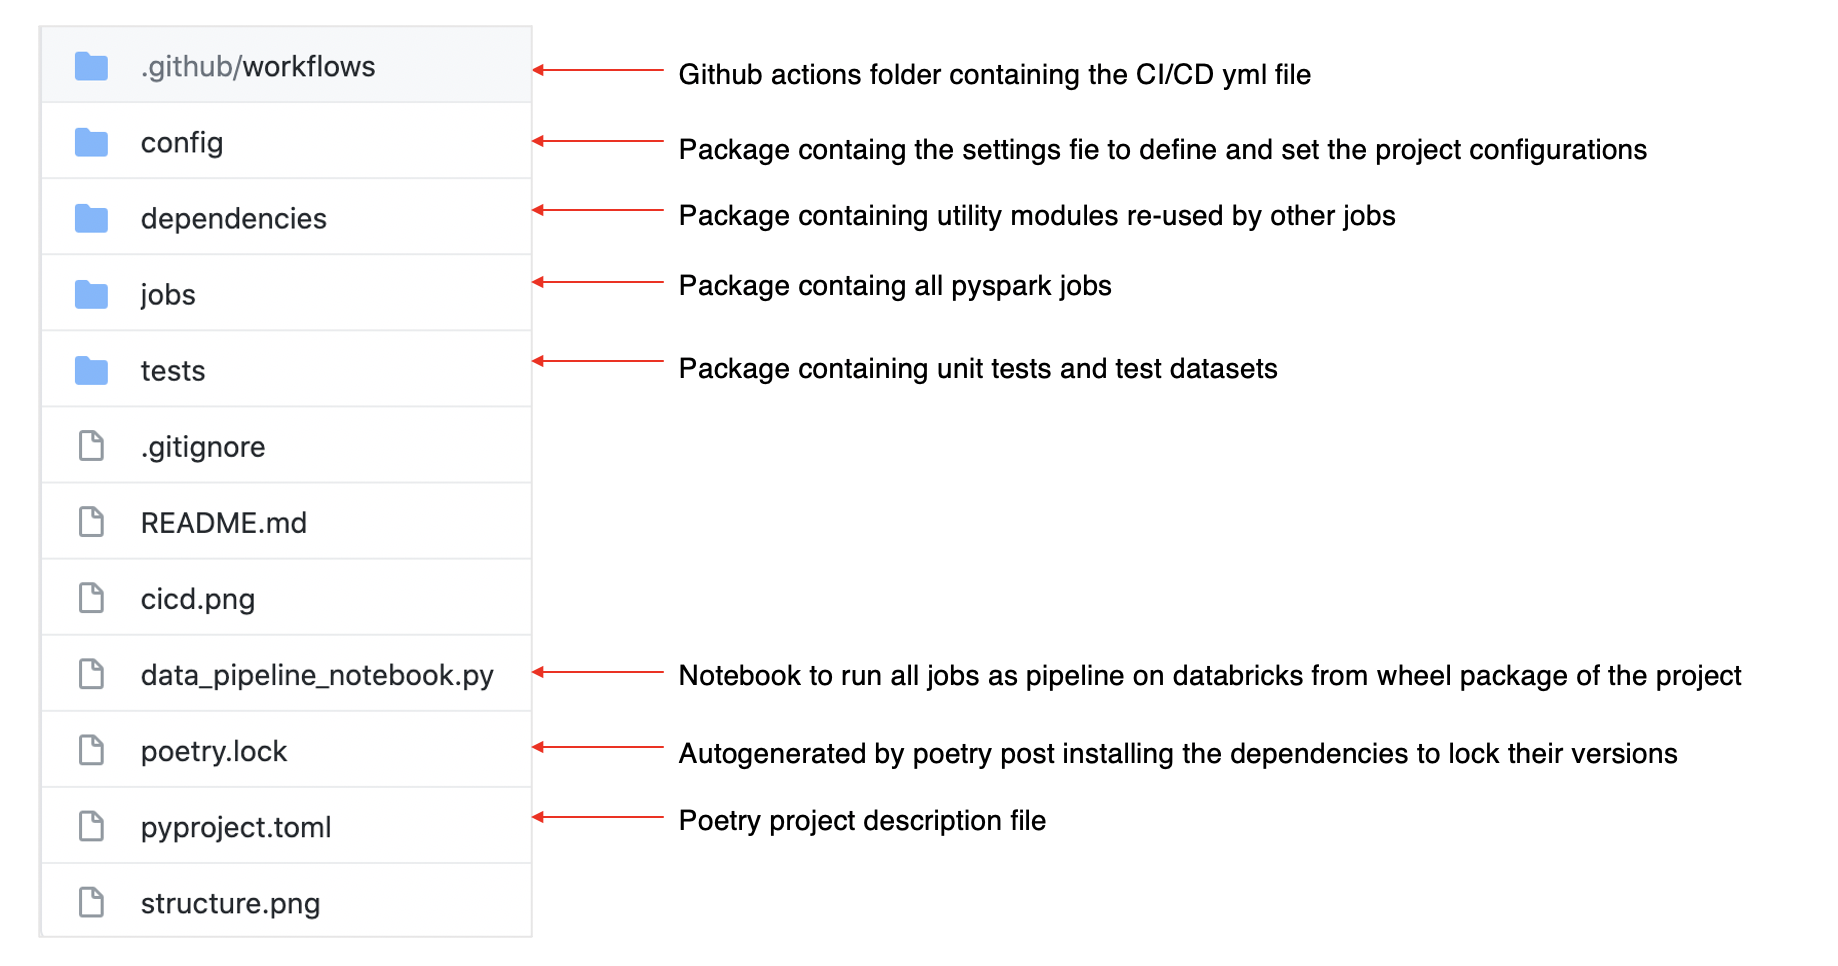 .github/workflows
Github actions folder containing the CI/CD yml file
config
Package containg the settings fie to define and set the project configurations
dependencies
Package containing utility modules re-used by other jobs
jobs
Package containg all pyspark jobs
tests
Package containing unit tests and test datasets
.gitignore
README.md
cicd.png
data_pipeline_notebook.py
Notebook to run all jobs as pipeline on databricks from wheel package of the project
poetry.lock
Autogenerated by poetry post installing the dependencies to lock their versions
pyproject.toml
Poetry project description file
structure.png